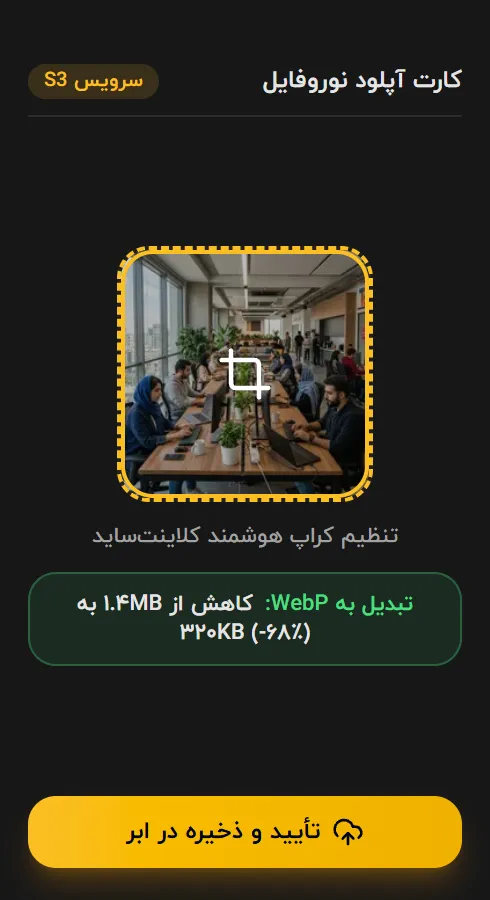 کارت آپلود نوروفایل
سرویس S3
تنظیم کراپ هوشمند کلاینت‌ساید
تبدیل به WebP: کاهش از ۱.۴MB به
۳۲۰KB (-۶۸٪)
تأیید و ذخیره در ابر